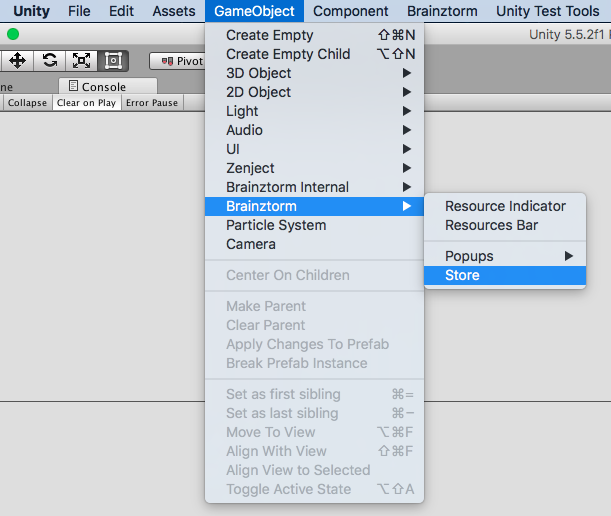 Unity File Edit Assets GameObject Component Brainztorm Unity Test Tools
Unity 5.5.2f1
Pivot
Console
Collapse Clear on Play Error Pause
Create Empty ⇧⌘N
Create Empty Child ⌥⇧N
3D Object
2D Object
Light
Audio
UI
Zenject
Brainztorm Internal
Brainztorm
Particle System
Camera
Center On Children
Make Parent
Clear Parent
Apply Changes To Prefab
Break Prefab Instance
Set as first sibling ⌘=
Set as last sibling ⌘−
Move To View ⌥⌘F
Align With View ⇧⌘F
Align View to Selected
Toggle Active State ⌥⇧A
Resource Indicator
Resources Bar
Popups
Store